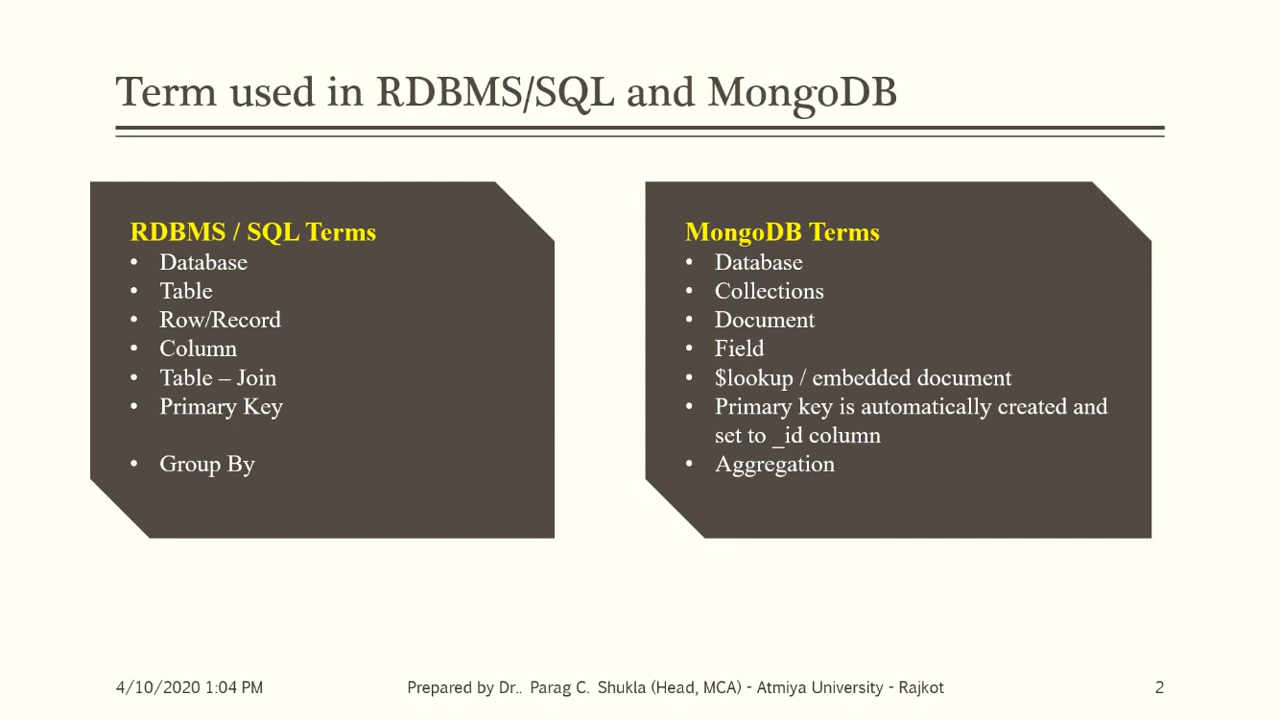 Term used in RDBMS/SQL and MongoDB
RDBMS / SQL Terms
• Database
• Table
• Row/Record
• Column
• Table – Join
• Primary Key
• Group By
MongoDB Terms
• Database
• Collections
• Document
• Field
• $lookup / embedded document
• Primary key is automatically created and
set to _id column
• Aggregation
4/10/2020 1:04 PM
Prepared by Dr.. Parag C. Shukla (Head, MCA) - Atmiya University - Rajkot
2